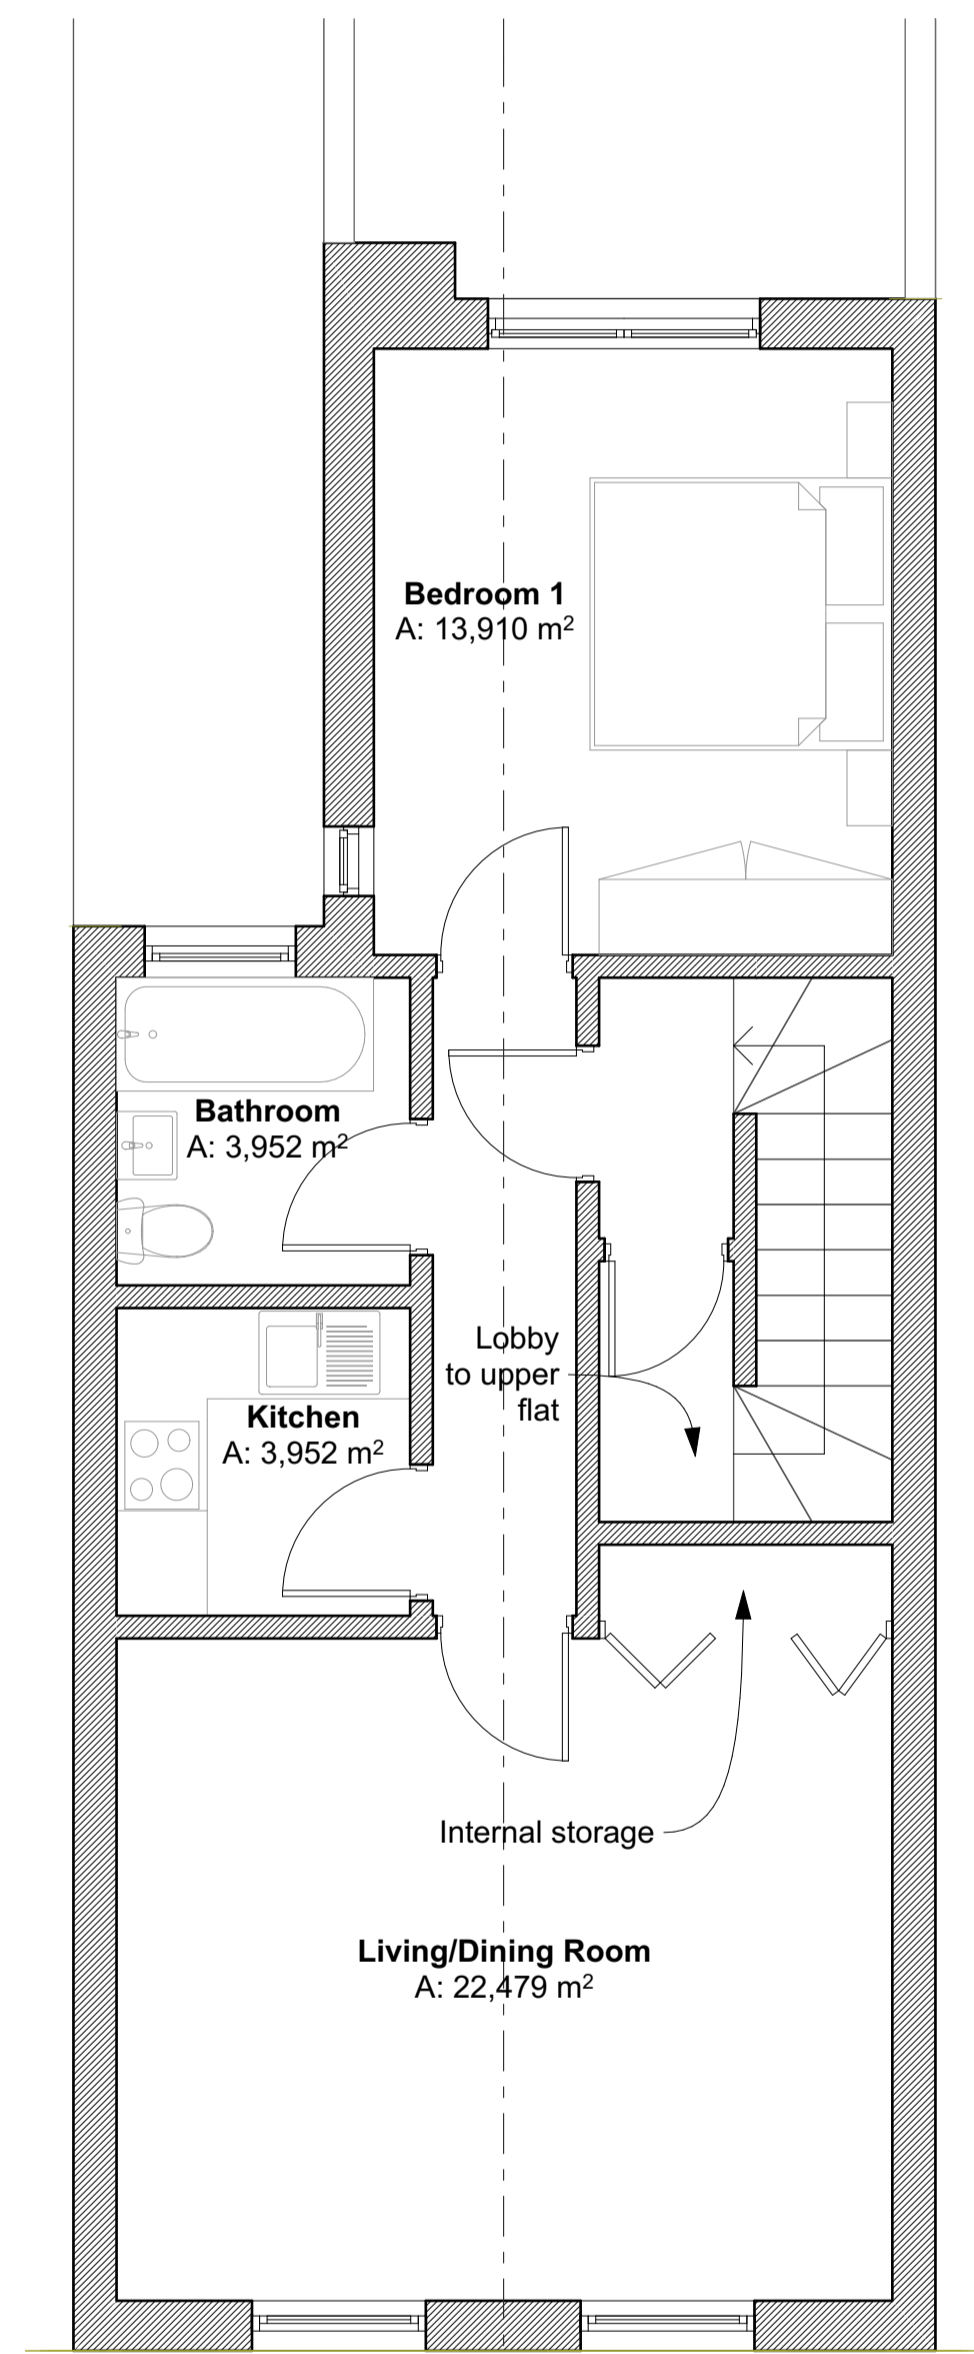 Bedroom 1
A: 13,910 m²
Bathroom
A: 3,952 m²
Lobby
to upper
flat
Kitchen
A: 3,952 m²
Internal storage
Living/Dining Room
A: 22,479 m²